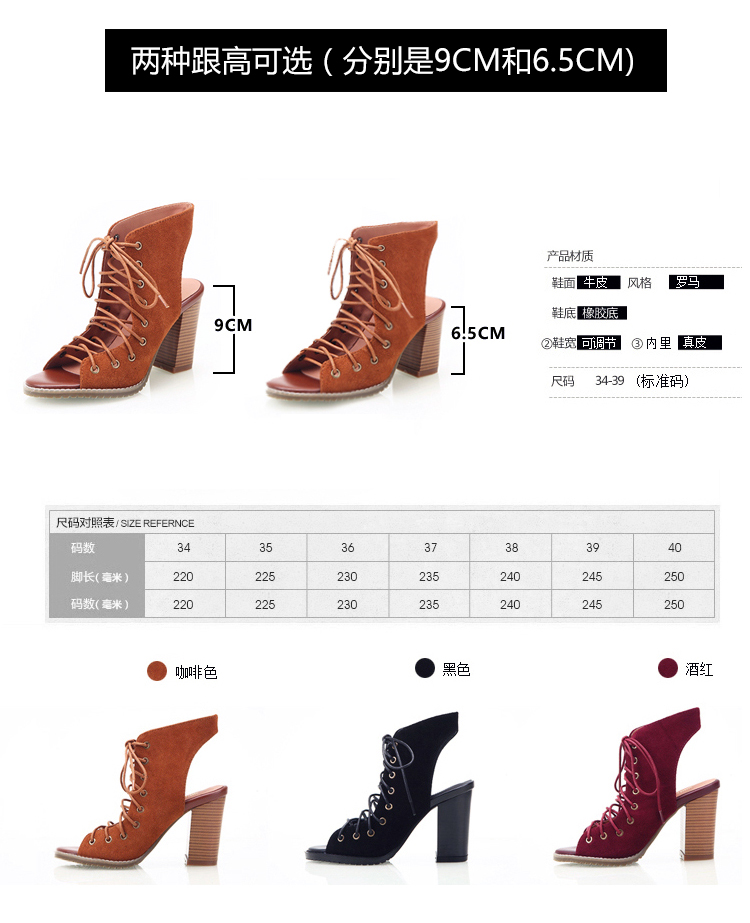 两种跟高可选（分别是9CM和6.5CM)
9CM
6.5CM
产品材质
鞋面 牛皮 风格 罗马
鞋底 橡胶底
②鞋宽 可调节 ③内里 真皮
尺码 34-39 （标准码）
尺码对照表 / SIZE REFERNCE
码数 34 35 36 37 38 39 40
脚长( 毫米 ) 220 225 230 235 240 245 250
码数( 毫米 ) 220 225 230 235 240 245 250
咖啡色 黑色 酒红